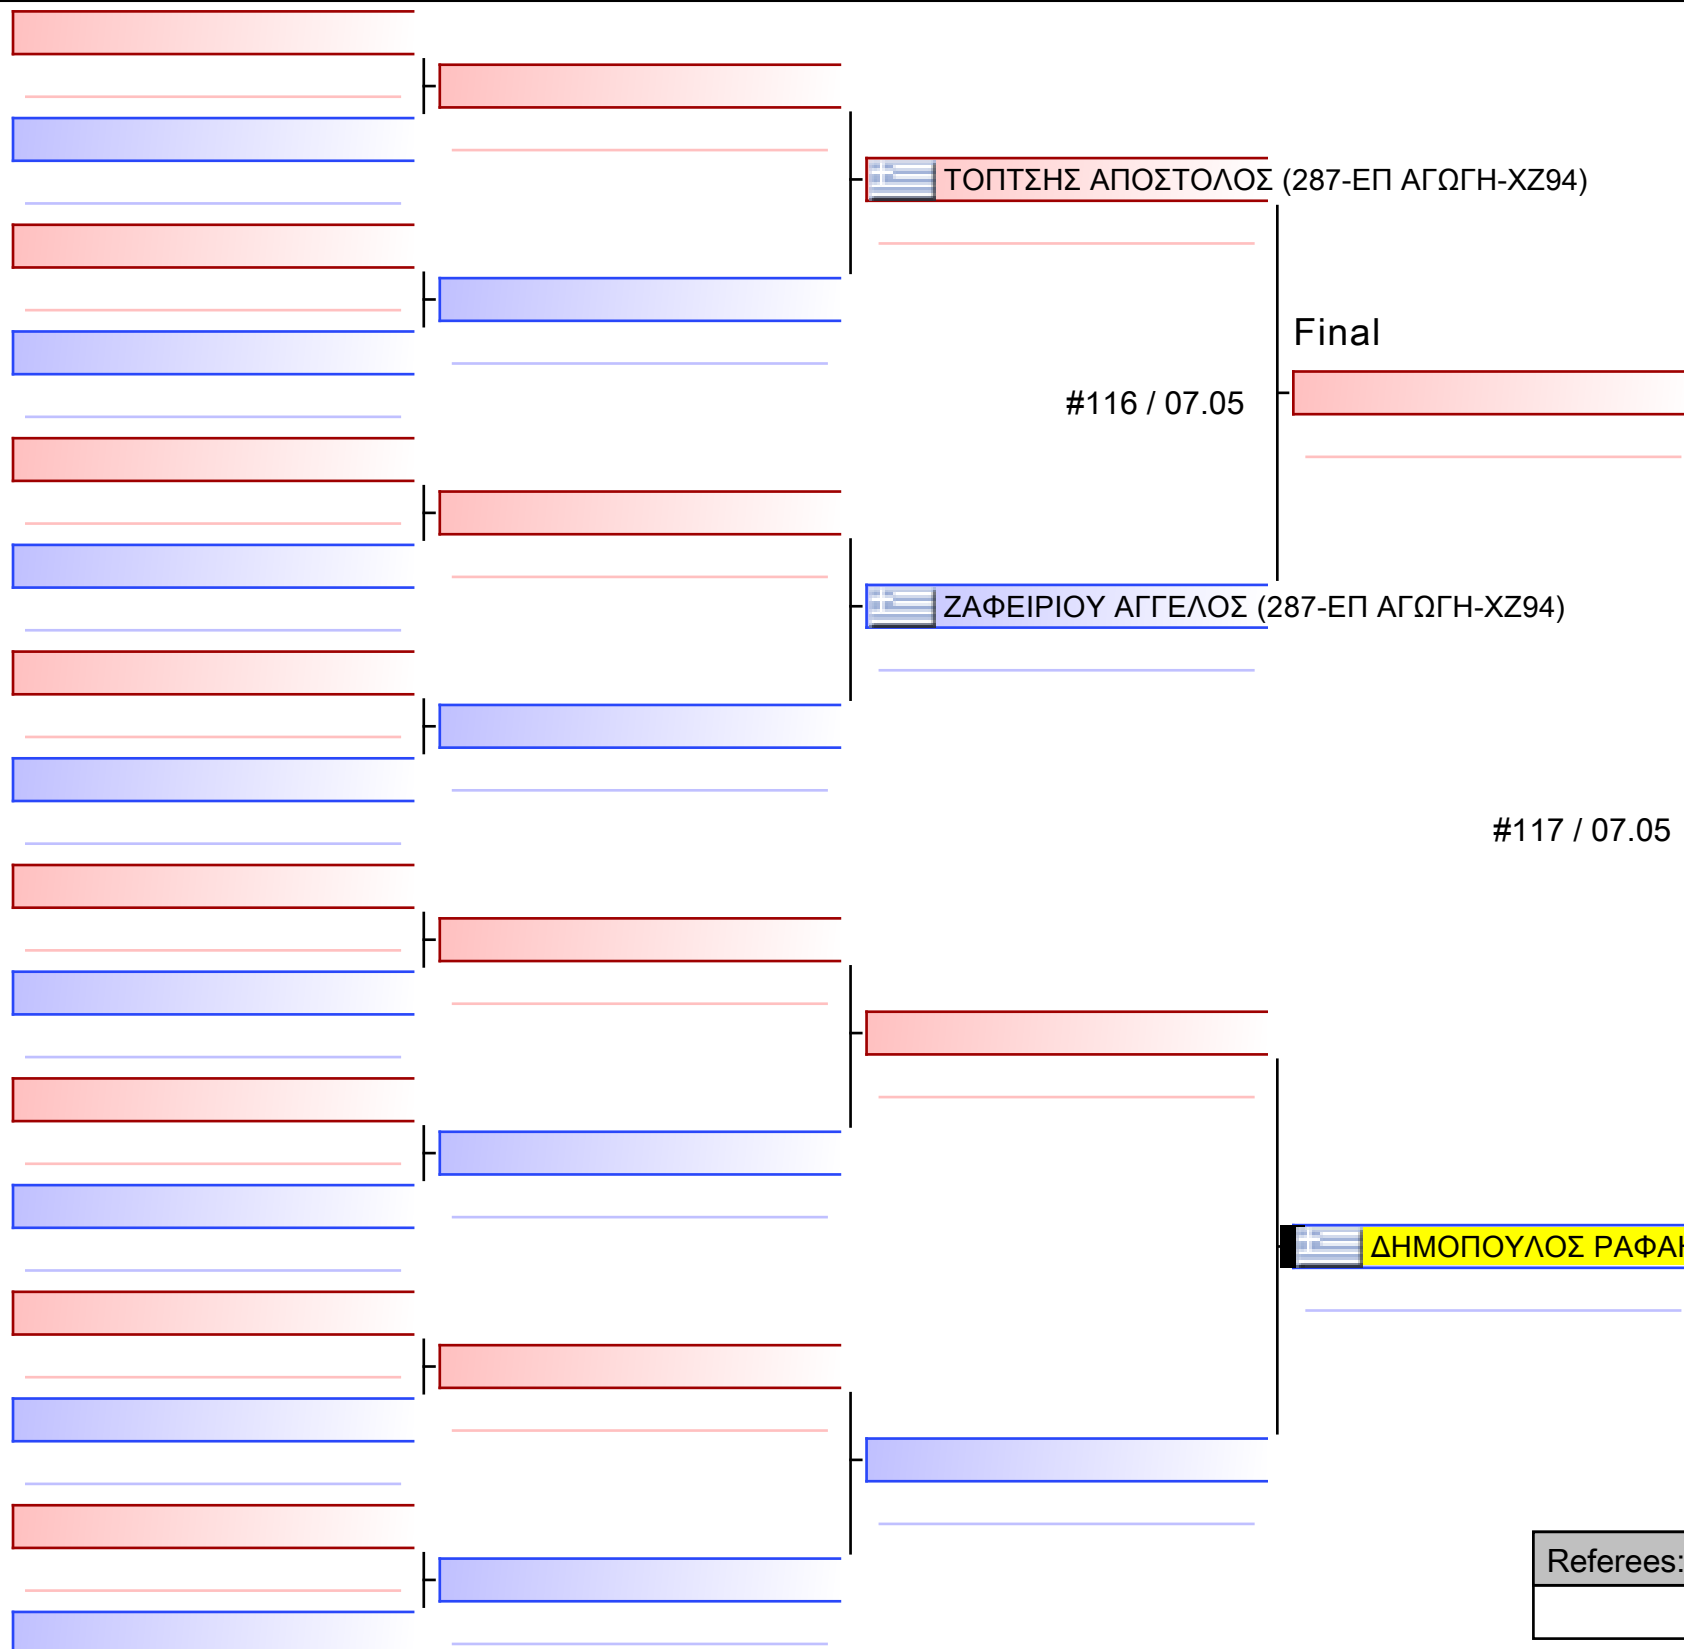 ΤΟΠΤΣΗΣ ΑΠΟΣΤΟΛΟΣ (287-ΕΠ ΑΓΩΓΗ-ΧΖ94)
Final
#116 / 07.05
ΖΑΦΕΙΡΙΟΥ ΑΓΓΕΛΟΣ (287-ΕΠ ΑΓΩΓΗ-ΧΖ94)
#117 / 07.05
ΔΗΜΟΠΟΥΛΟΣ
Referees: